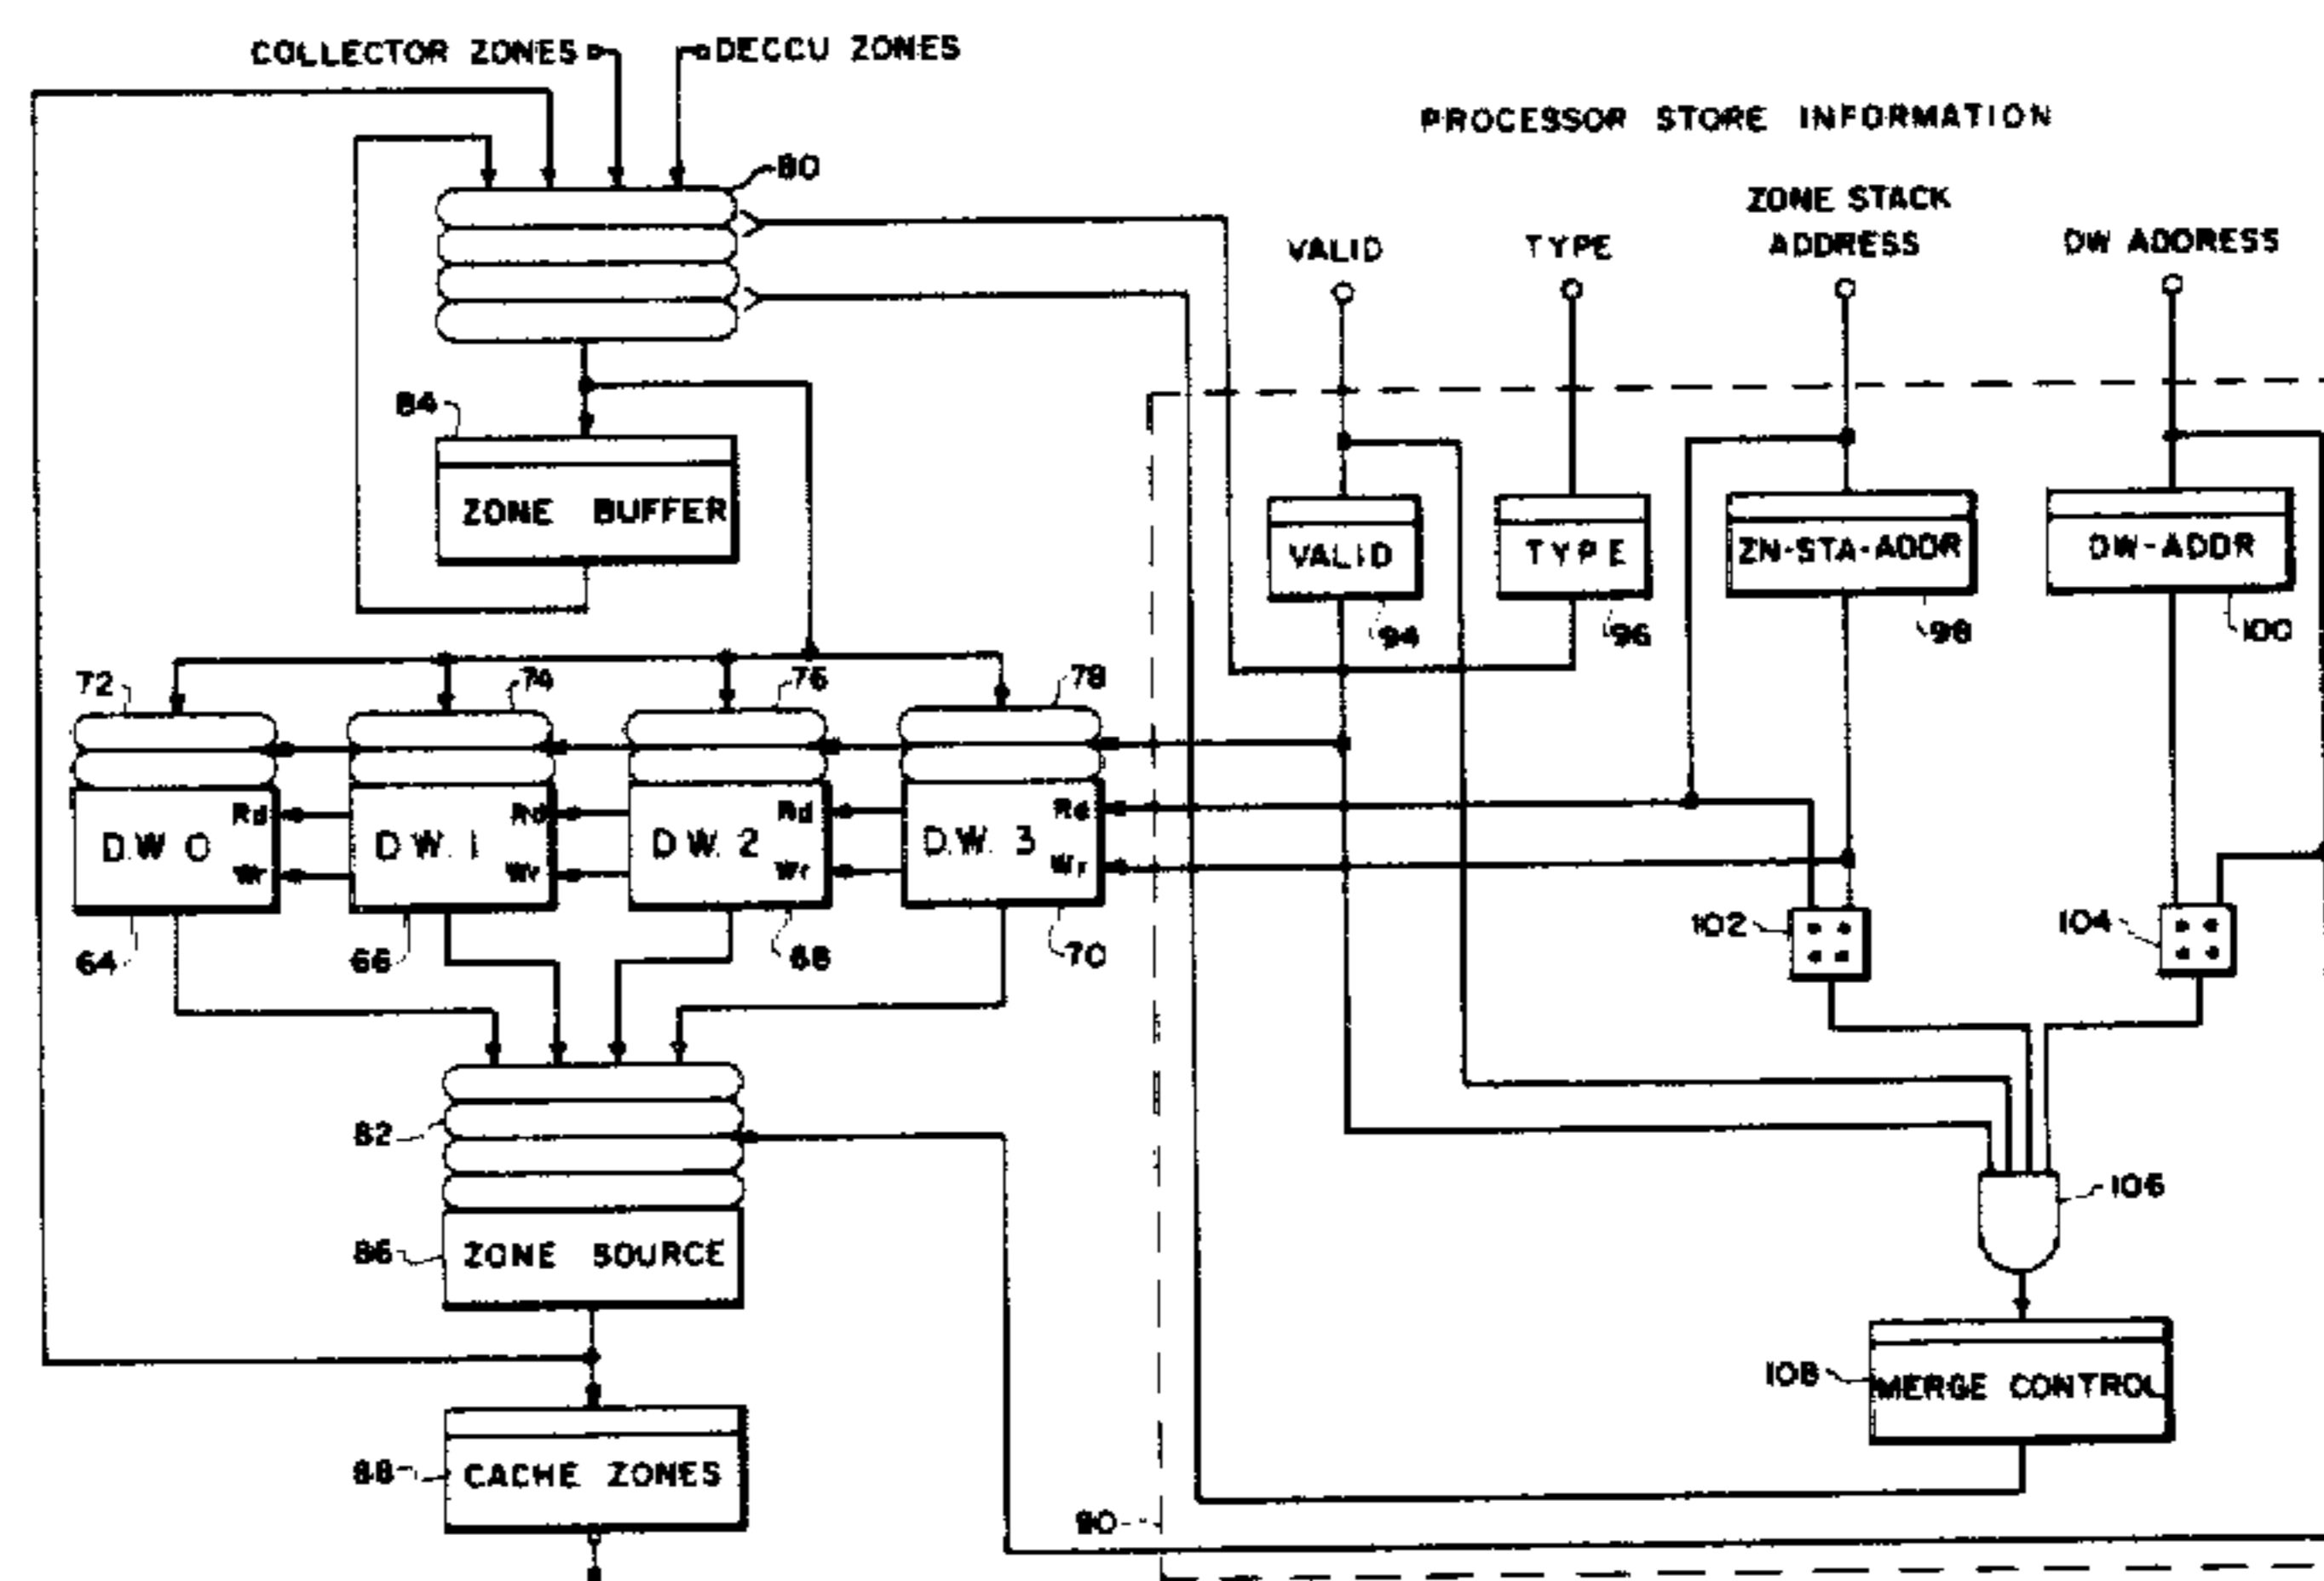 COLLECTOR ZONES
DECCU ZONES
PROCESSOR STORE INFORMATION
80
VALID
TYPE
ZONE STACK
ADDRESS
DW ADDRESS
84
ZONE BUFFER
VALID
TYPE
ZN-STA-ADDR
DW-ADDR
94
96
98
100
72
74
76
78
Rd
Rd
Rd
Rd
D.W. 0
D.W. 1
D.W. 2
D.W. 3
Wr
Wr
Wr
Wr
64
66
68
70
102
104
82
106
86
ZONE SOURCE
108
MERGE CONTROL
88
CACHE ZONES
90